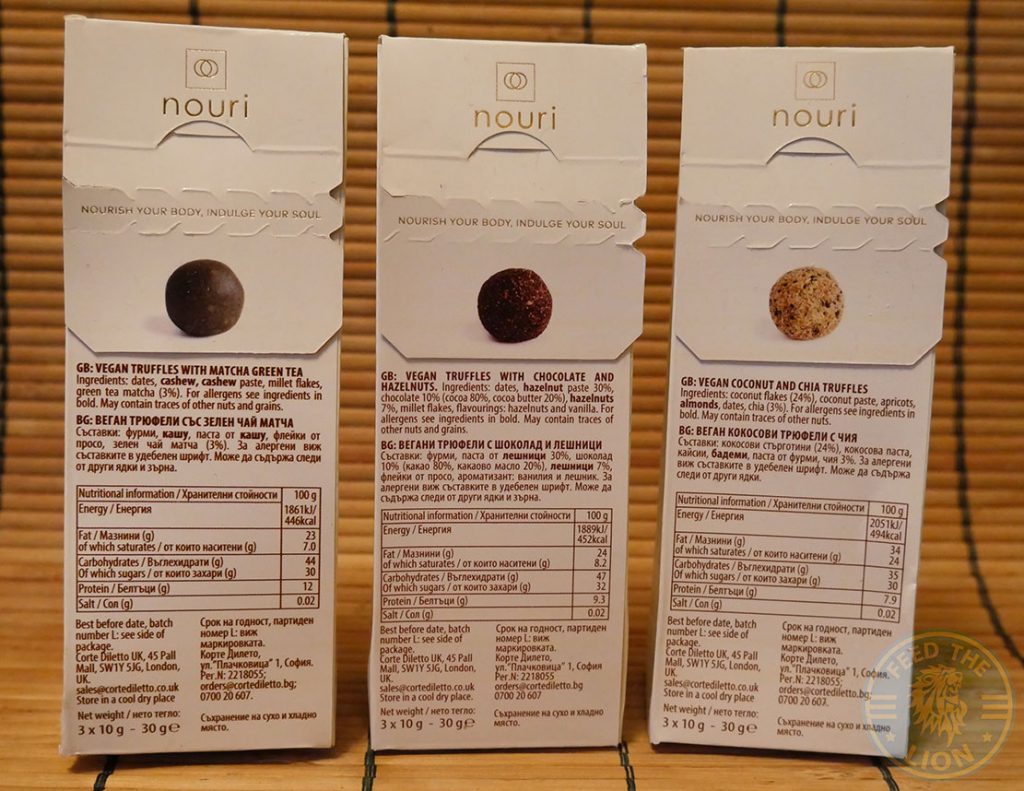 nouri
NOURISH YOUR BODY, INDULGE YOUR SOUL
GB: VEGAN TRUFFLES WITH MATCHA GREEN TEA
Ingredients: dates, cashew, cashew paste, millet flakes,
green tea matcha (3%). For allergens see ingredients in
bold. May contain traces of other nuts and grains.
BG: ВЕГАН ТРЮФЕЛИ СЪС ЗЕЛЕН ЧАЙ МАТЧА
Съставки: фурми, кашу, паста от кашу, флейки от
просо, зелен чай матча (3%). За алергени виж
съставките в удебелен шрифт. Може да съдържа следи
от други ядки и зърна.
Nutritional information / Хранителни стойности 100 g
Energy / Енергия 1861kJ/
446kcal
Fat / Мазнини (g) 23
of which saturates / от които наситени (g) 7.0
Carbohydrates / Въглехидрати (g) 44
Of which sugars / от които захари (g) 30
Protein / Белтъци (g) 12
Salt / Сол (g) 0.02
Best before date, batch
number L: see side of
package.
Corte Diletto UK, 45 Pall
Mall, SW1Y 5JG, London,
UK.
sales@cortediletto.co.uk
Store in a cool dry place
Net weight / нето тегло:
3 x 10 g - 30 g℮
Срок на годност, партиден
номер L: виж
маркировката.
Корте Дилето,
ул."Плачковица" 1, София.
Рег.N: 2218055;
orders@cortediletto.bg;
0700 20 607.
Съхранение на сухо и хладно
място.
nouri
NOURISH YOUR BODY, INDULGE YOUR SOUL
GB: VEGAN TRUFFLES WITH CHOCOLATE AND
HAZELNUTS. Ingredients: dates, hazelnut paste 30%,
chocolate 10% (cocoa 80%, cocoa butter 20%), hazelnuts
7%, millet flakes, flavourings: hazelnuts and vanilla. For
allergens see ingredients in bold. May contain traces of
other nuts and grains.
BG: ВЕГАНИ ТРЮФЕЛИ С ШОКОЛАД И ЛЕШНИЦИ
Съставки: фурми, паста от лешници 30%, шоколад
10% (какао 80%, какаово масло 20%), лешници 7%,
флейки от просо, ароматизант: ванилия и лешник. За
алергени виж съставките в удебелен шрифт. Може да
съдържа следи от други ядки и зърна.
Nutritional information / Хранителни стойности 100 g
Energy / Енергия 1889kJ/
452kcal
Fat / Мазнини (g) 24
of which saturates / от които наситени (g) 8.2
Carbohydrates / Въглехидрати (g) 47
Of which sugars / от които захари (g) 32
Protein / Белтъци (g) 9.3
Salt / Сол (g) 0.02
Best before date, batch
number L: see side of
package.
Corte Diletto UK, 45 Pall
Mall, SW1Y 5JG, London,
UK.
sales@cortediletto.co.uk
Store in a cool dry place.
Net weight / нето тегло:
3 x 10 g - 30 g℮
Срок на годност, партиден
номер L: виж
маркировката.
Корте Дилето,
ул."Плачковица" 1, София
Рег.N: 2218055;
orders@cortediletto.bg
0700 20 607
Съхранение на сухо и хладно
място.
nouri
NOURISH YOUR BODY, INDULGE YOUR SOUL
GB: VEGAN COCONUT AND CHIA TRUFFLES
Ingredients: coconut flakes (24%), coconut paste, apricots,
almonds, dates, chia (3%). For allergens see ingredients in
bold. May contain traces of other nuts.
BG: ВЕГАН КОКОСОВИ ТРЮФЕЛИ С ЧИЯ
Съставки: кокосови стърготини (24%), кокосова паста,
кайсии, бадеми, паста от фурми, чия 3%. За алергени
виж съставките в удебелен шрифт. Може да съдържа
следи от други ядки.
Nutritional information / Хранителни стойности 100 g
Energy / Енергия 2051kJ/
494kcal
Fat / Мазнини (g) 34
of which saturates / от които наситени (g) 24
Carbohydrates / Въглехидрати (g) 35
Of which sugars / от които захари (g) 30
Protein / Белтъци (g) 7.9
Salt / Сол (g) 0.02
Best before date, batch
number L: see side of
package.
Corte Diletto UK, 45 Pall
Mall, SW1Y 5JG, London,
UK.
sales@cortediletto.co.uk
Store in a cool dry place
Net weight / нето тегло:
3 x 10 g - 30 g℮
Срок на годност, партиден
номер L: виж
маркировката.
Корте Дилето,
ул."Плачковица" 1, София.
Рег.N: 2218055;
orders@cortediletto.bg;
0700 20 607.
Съхранение на сухо и хладно
място.
FEED THE
LION